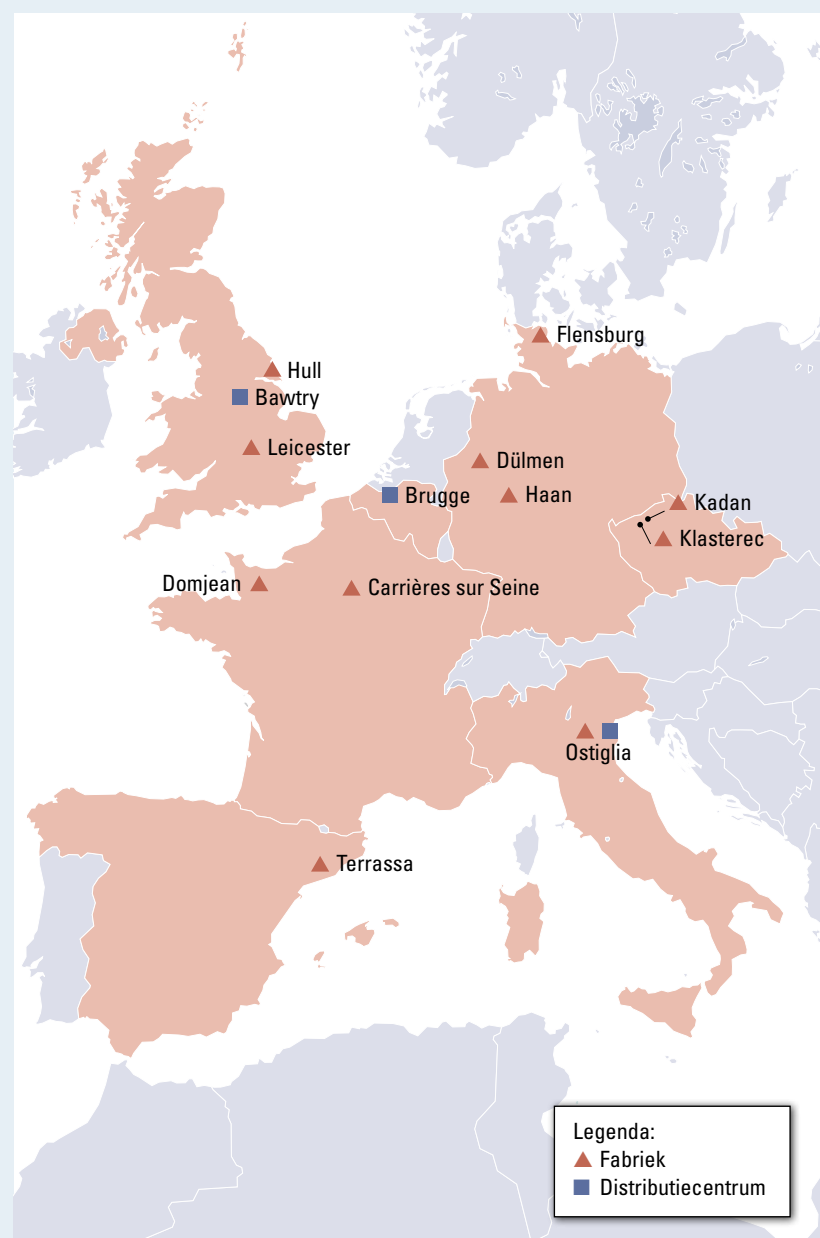 Flensburg
Hull
Bawtry
Leicester
Dülmen
Brugge
Haan
Kadan
Klasterec
Domjean
Carrières sur Seine
Ostiglia
Terrassa
Legenda:
Fabriek
Distributiecentrum